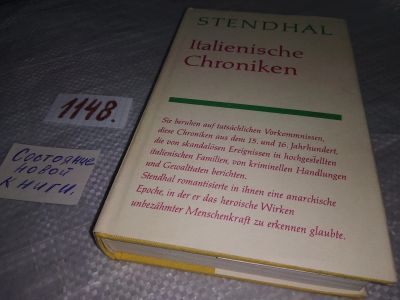 STENDHAL
Italienische
Chroniken
Sie beruhen auf tatsächlichen Vorkommnissen,
diese Chroniken aus dem 15. und 16. Jahrhundert,
die von skandalösen Ereignissen in hochgestellten
italienischen Familien, von kriminellen Handlungen
und Gewalttaten berichten.
Stendhal romantisierte in ihnen eine anarchische
Epoche, in der er das heroische Wirken
unbezähmter Menschenkraft zu erkennen glaubte.
1148.
Состояние
новой
книги.